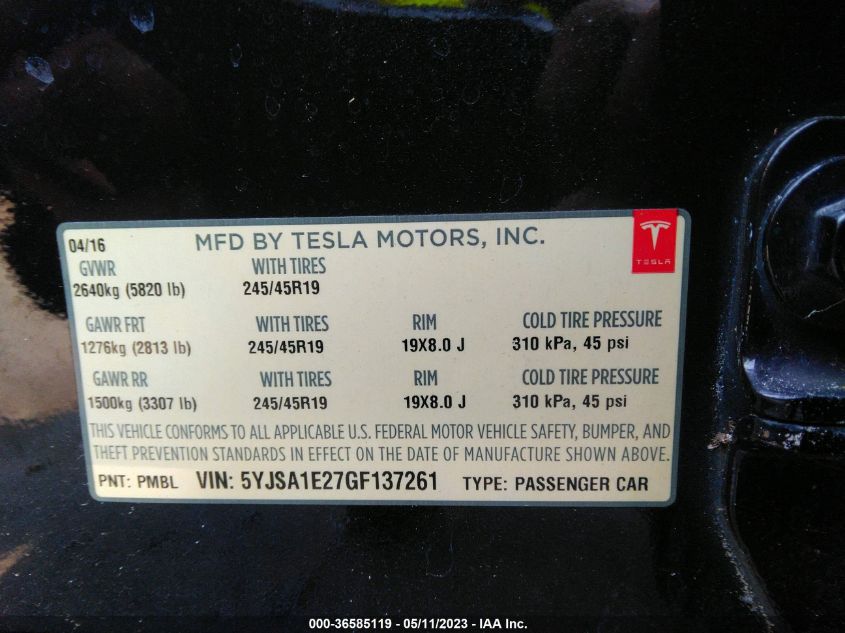 04/16 MFD BY TESLA MOTORS, INC.
TESLA
GVWR WITH TIRES
2640kg (5820 lb) 245/45R19
GAWR FRT WITH TIRES RIM COLD TIRE PRESSURE
1276kg (2813 lb) 245/45R19 19X8.0 J 310 kPa, 45 psi
GAWR RR WITH TIRES RIM COLD TIRE PRESSURE
1500kg (3307 lb) 245/45R19 19X8.0 J 310 kPa, 45 psi
THIS VEHICLE CONFORMS TO ALL APPLICABLE U.S. FEDERAL MOTOR VEHICLE SAFETY, BUMPER, AND
THEFT PREVENTION STANDARDS IN EFFECT ON THE DATE OF MANUFACTURE SHOWN ABOVE.
PNT: PMBL VIN: 5YJSA1E27GF137261 TYPE: PASSENGER CAR
000-36585119 - 05/11/2023 - IAA Inc.